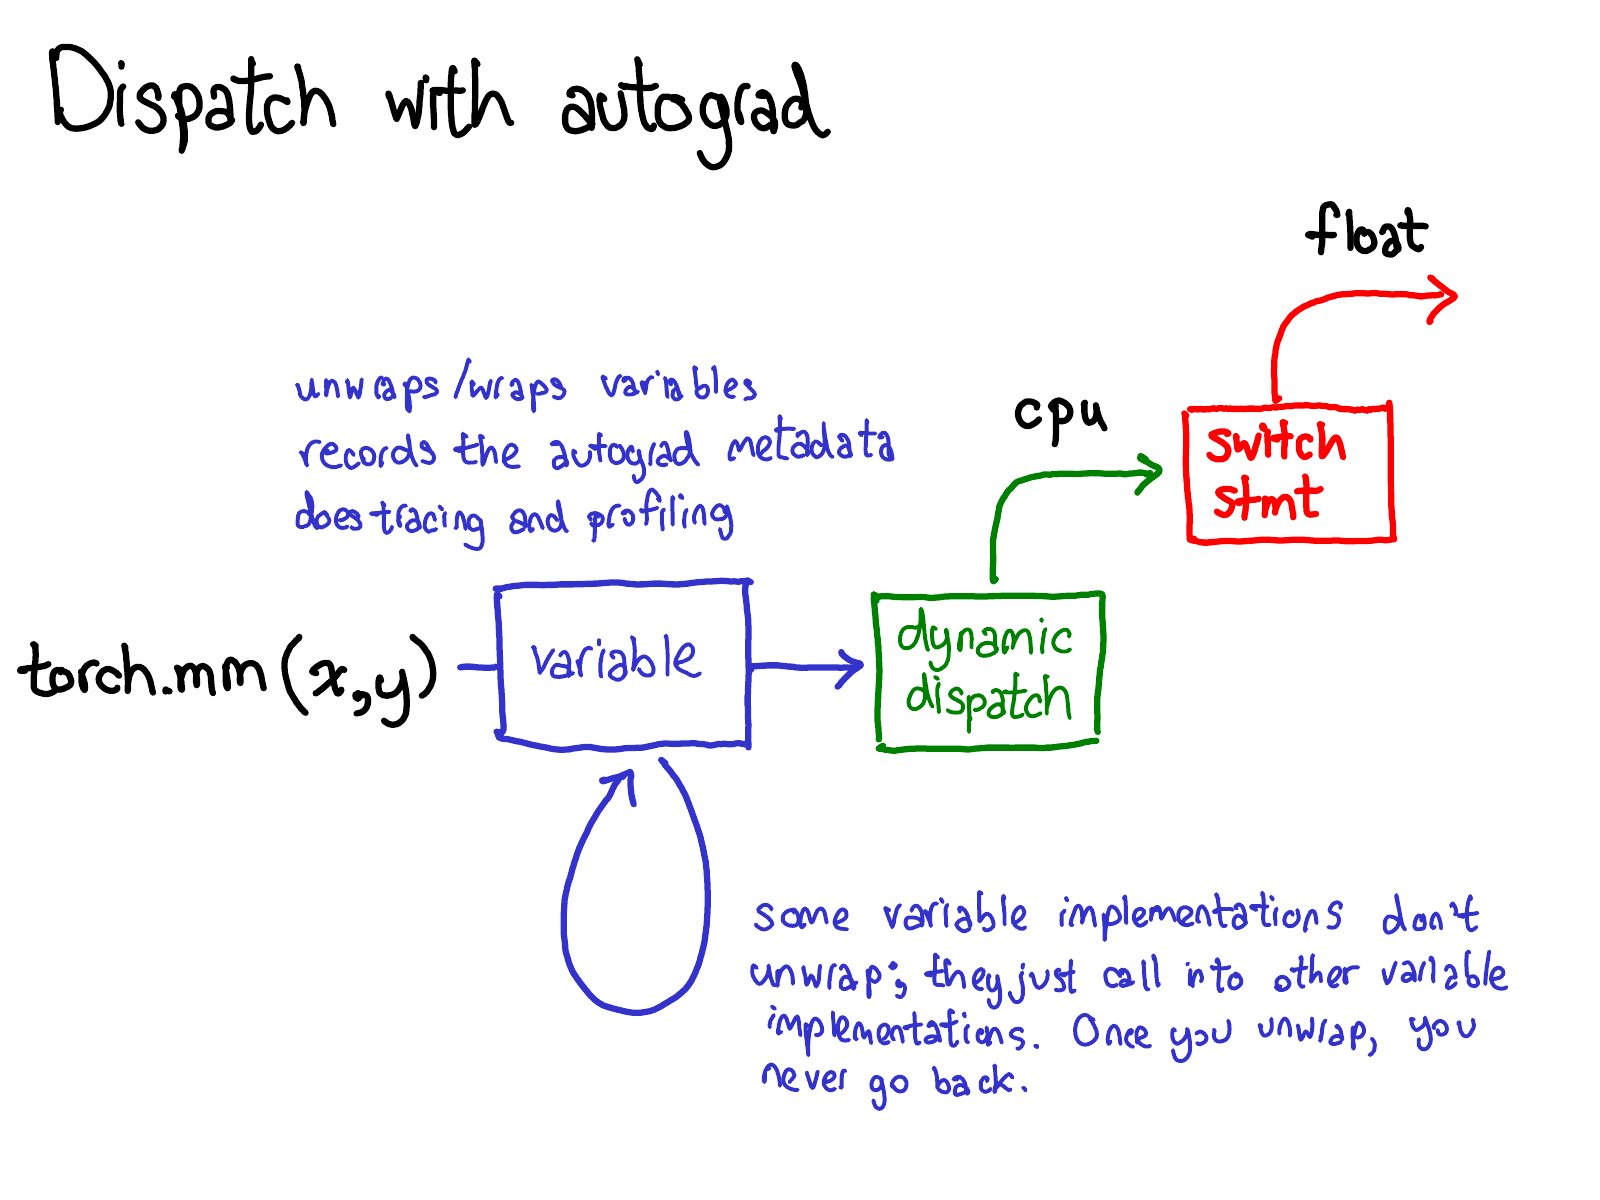 Dispatch with autograd
float
unwraps/wraps variables
records the autograd metadata
does tracing and profiling
cpu
switch
stmt
torch.mm(x,y)
variable
dynamic
dispatch
some variable implementations don't
unwrap; they just call into other variable
implementations. Once you unwrap, you
never go back.